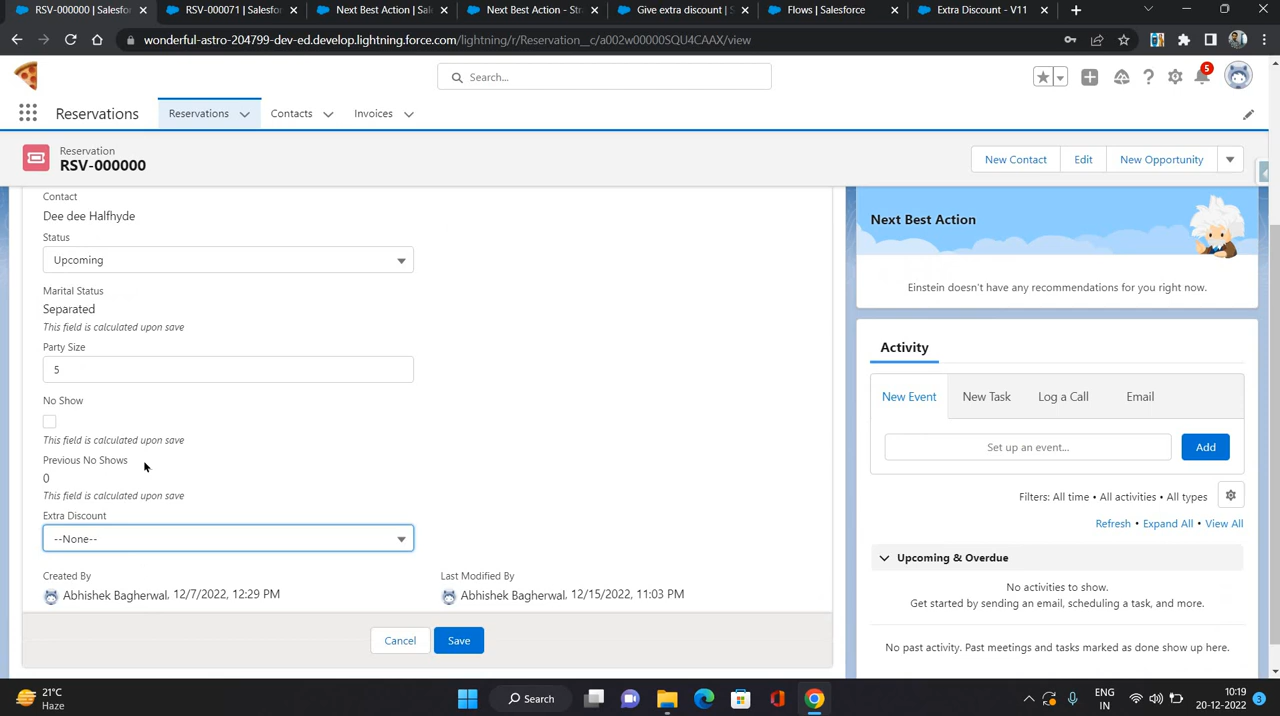 RSV-000000 | Salesf
RSV-000071 | Salesf
Next Best Action | Sal
Next Best Action - Str
Give extra discount | S
Flows | Salesforce
Extra Discount - V11
wonderful-astro-204799-dev-ed.develop.lightning.force.com/lightning/r/Reservation__c/a002w00000SQU4CAAX/view
Search...
5
Reservations
Reservations
Contacts
Invoices
Reservation
RSV-000000
New Contact
Edit
New Opportunity
Contact
Dee dee Halfhyde
Status
Upcoming
Marital Status
Separated
This field is calculated upon save
Party Size
5
No Show
This field is calculated upon save
Previous No Shows
0
This field is calculated upon save
Extra Discount
--None--
Created By
Abhishek Bagherwal, 12/7/2022, 12:29 PM
Last Modified By
Abhishek Bagherwal, 12/15/2022, 11:03 PM
Cancel
Save
Next Best Action
Einstein doesn't have any recommendations for you right now.
Activity
New Event
New Task
Log a Call
Email
Set up an event...
Add
Filters: All time • All activities • All types
Refresh • Expand All • View All
Upcoming & Overdue
No activities to show.
Get started by sending an email, scheduling a task, and more.
No past activity. Past meetings and tasks marked as done show up here.
21°C
Haze
Search
ENG
IN
10:19
20-12-2022
3